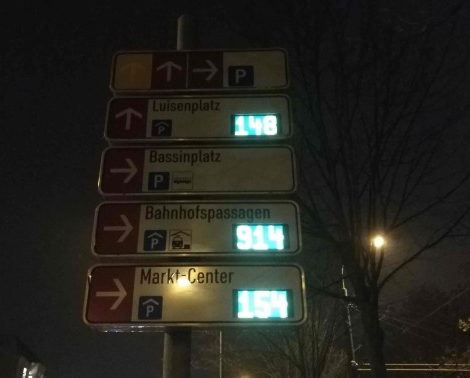 P
Luisenplatz
P 148
Bassinplatz
P
Bahnhofspassagen
P 914
Markt-Center
P 154